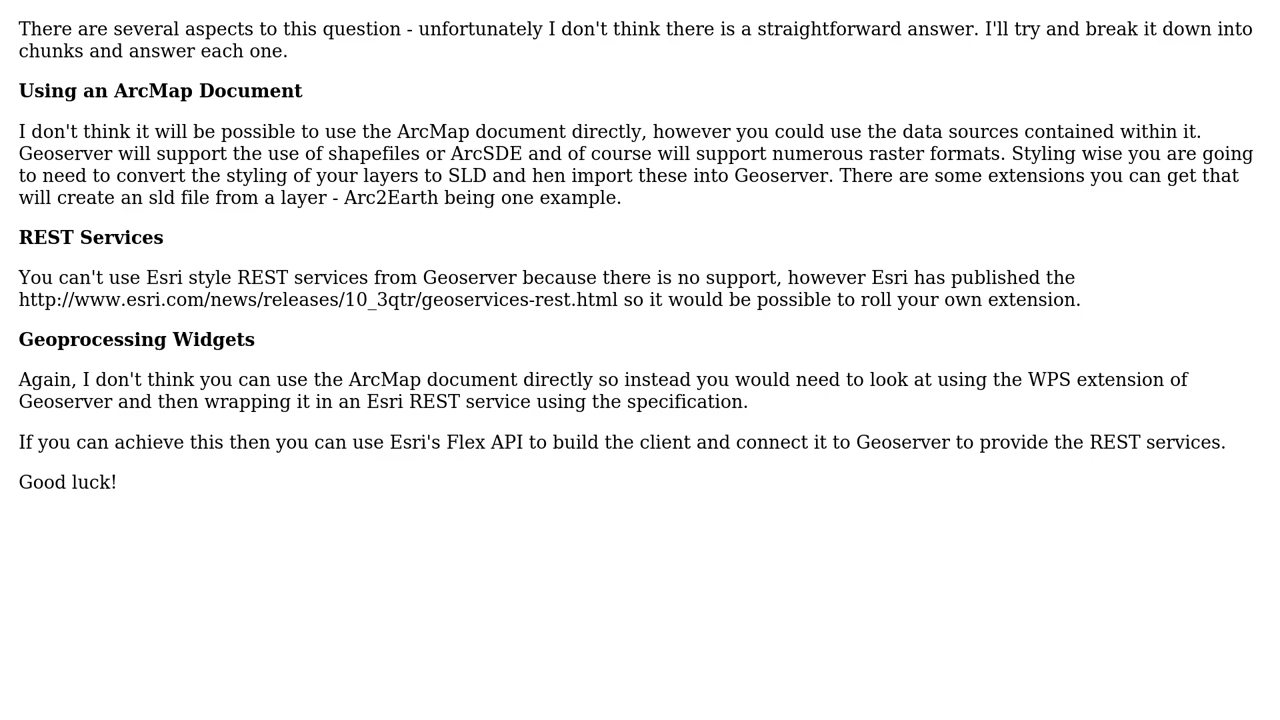 There are several aspects to this question - unfortunately I don't think there is a straightforward answer. I'll try and break it down into
chunks and answer each one.
Using an ArcMap Document
I don't think it will be possible to use the ArcMap document directly, however you could use the data sources contained within it.
Geoserver will support the use of shapefiles or ArcSDE and of course will support numerous raster formats. Styling wise you are going
to need to convert the styling of your layers to SLD and hen import these into Geoserver. There are some extensions you can get that
will create an sld file from a layer - Arc2Earth being one example.
REST Services
You can't use Esri style REST services from Geoserver because there is no support, however Esri has published the
http://www.esri.com/news/releases/10_3qtr/geoservices-rest.html so it would be possible to roll your own extension.
Geoprocessing Widgets
Again, I don't think you can use the ArcMap document directly so instead you would need to look at using the WPS extension of
Geoserver and then wrapping it in an Esri REST service using the specification.
If you can achieve this then you can use Esri's Flex API to build the client and connect it to Geoserver to provide the REST services.
Good luck!